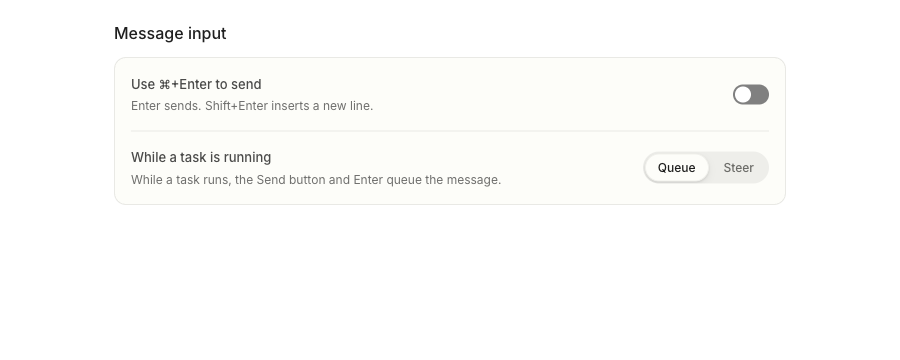 Message input
Use ⌘+Enter to send
Enter sends. Shift+Enter inserts a new line.
While a task is running
While a task runs, the Send button and Enter queue the message.
Queue Steer